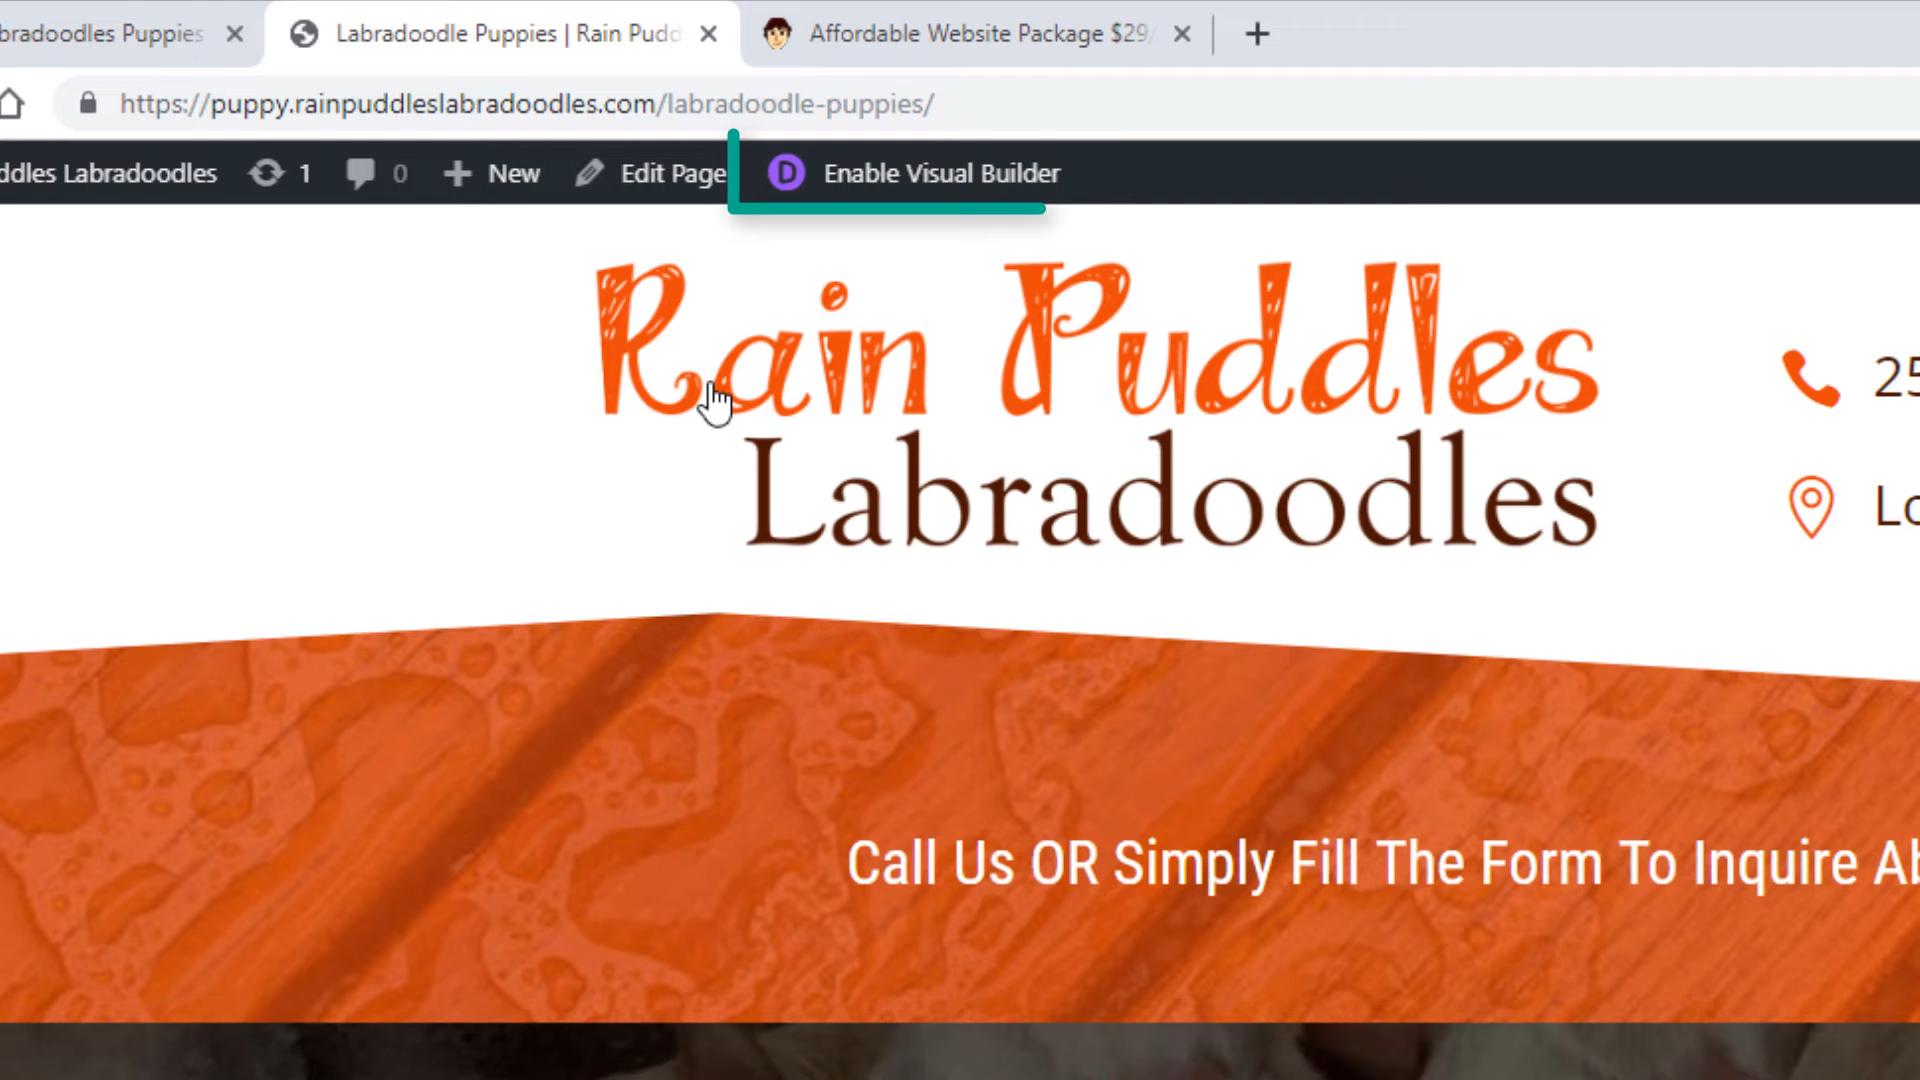 bradoodles Puppies
Labradoodle Puppies | Rain Pudd
Affordable Website Package $29/
https://puppy.rainpuddleslabradoodles.com/labradoodle-puppies/
ddles Labradoodles 1 0 New Edit Page Enable Visual Builder
Rain Puddles
Labradoodles
25
Lo
Call Us OR Simply Fill The Form To Inquire Ab